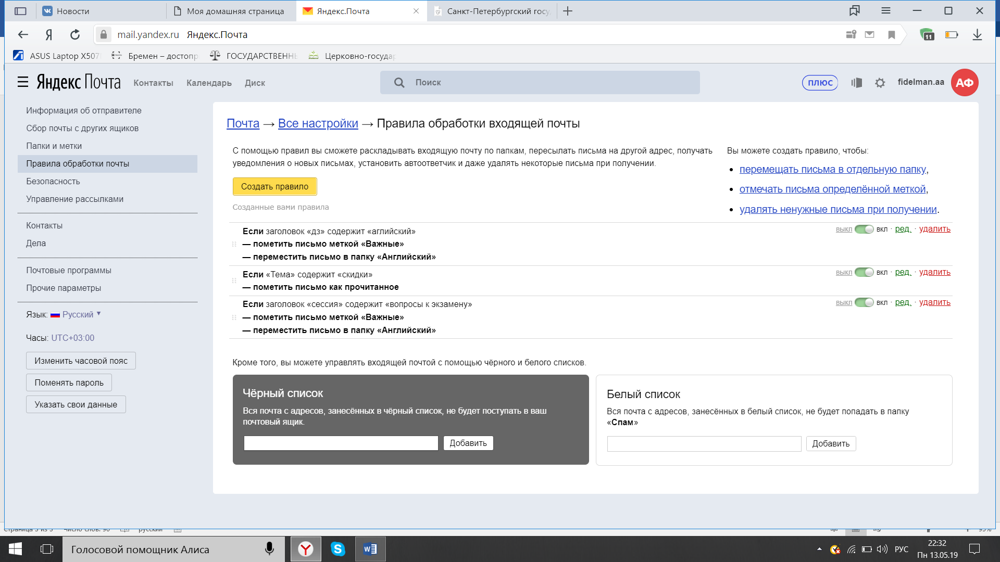 Новости
Моя домашняя страница
Яндекс.Почта
Санкт-Петербургский госу
Я
mail.yandex.ru Яндекс.Почта
11
ASUS Laptop X507
Бремен – достопр
ГОСУДАРСТВЕНН
Церковно-государ
Яндекс Почта
Контакты
Календарь
Диск
Поиск
ПЛЮС
fidelman.aa
АФ
Информация об отправителе
Сбор почты с других ящиков
Папки и метки
Правила обработки почты
Безопасность
Управление рассылками
Контакты
Дела
Почтовые программы
Прочие параметры
Язык: Русский
Часы: UTC+03:00
Изменить часовой пояс
Поменять пароль
Указать свои данные
Почта → Все настройки → Правила обработки входящей почты
С помощью правил вы сможете раскладывать входящую почту по папкам, пересылать письма на другой адрес, получать
уведомления о новых письмах, установить автоответчик и даже удалять некоторые письма при получении.
Создать правило
Созданные вами правила
Вы можете создать правило, чтобы:
• перемещать письма в отдельную папку,
• отмечать письма определённой меткой,
• удалять ненужные письма при получении.
Если заголовок «дз» содержит «аглийский»
— пометить письмо меткой «Важные»
— переместить письмо в папку «Английский»
выкл вкл · ред. · удалить
Если «Тема» содержит «скидки»
— пометить письмо как прочитанное
выкл вкл · ред. · удалить
Если заголовок «сессия» содержит «вопросы к экзамену»
— пометить письмо меткой «Важные»
— переместить письмо в папку «Английский»
выкл вкл · ред. · удалить
Кроме того, вы можете управлять входящей почтой с помощью чёрного и белого списков.
Чёрный список
Вся почта с адресов, занесённых в чёрный список, не будет поступать в ваш
почтовый ящик.
Добавить
Белый список
Вся почта с адресов, занесённых в белый список, не будет попадать в папку
«Спам»
Добавить
Страница 3 из 3 Число слов: 90 русский
93%
Голосовой помощник Алиса
РУС
22:32
Пн 13.05.19